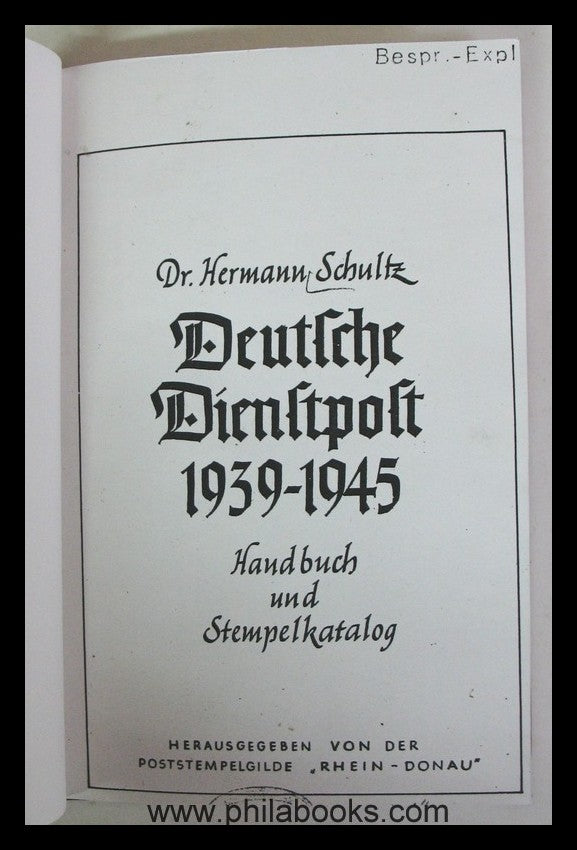 Bespr.-Expl
Dr. Hermann Schultz
Deutſche
Dienſtpoſt
1939-1945
Handbuch
und
Stempelkatalog
HERAUSGEGEBEN VON DER
POSTSTEMPELGILDE „RHEIN-DONAU"
www.philabooks.com